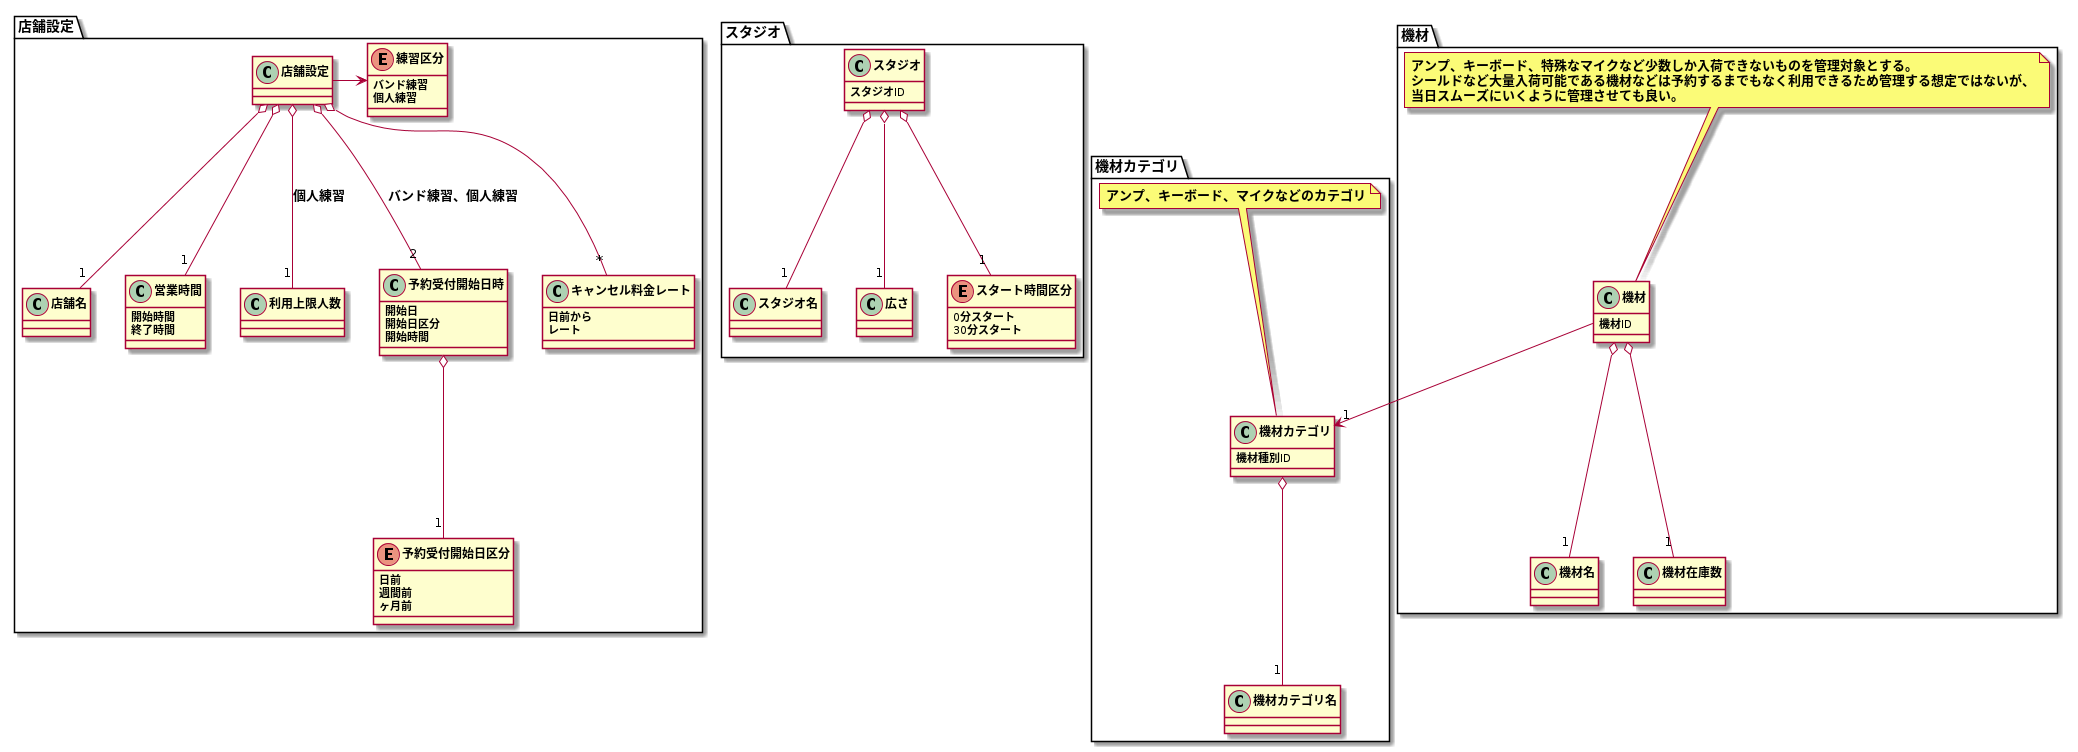 店舗設定
C 店舗設定
E 練習区分
バンド練習
個人練習
個人練習
バンド練習、個人練習
1
1
1
2
*
C 店舗名
C 営業時間
開始時間
終了時間
C 利用上限人数
C 予約受付開始日時
開始日
開始日区分
開始時間
C キャンセル料金レート
日前から
レート
1
E 予約受付開始日区分
日前
週間前
ヶ月前
スタジオ
C スタジオ
スタジオID
1
1
1
C スタジオ名
C 広さ
E スタート時間区分
0分スタート
30分スタート
機材カテゴリ
アンプ、キーボード、マイクなどのカテゴリ
1
C 機材カテゴリ
機材種別ID
1
C 機材カテゴリ名
機材
アンプ、キーボード、特殊なマイクなど少数しか入荷できないものを管理対象とする。
シールドなど大量入荷可能である機材などは予約するまでもなく利用できるため管理する想定ではないが、
当日スムーズにいくように管理させても良い。
C 機材
機材ID
1
1
C 機材名
C 機材在庫数